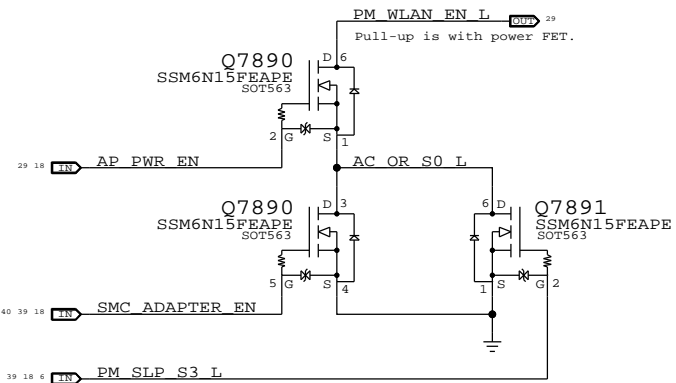 PM_WLAN_EN_L OUT 29
Pull-up is with power FET.
Q7890
SSM6N15FEAPE
SOT563
D 6
2 G S 1
29 18 IN AP_PWR_EN
AC_OR_S0_L
Q7890
SSM6N15FEAPE
SOT563
D 3
5 G S 4
6 D
Q7891
SSM6N15FEAPE
SOT563
1 S G 2
40 39 18 IN SMC_ADAPTER_EN
39 18 6 IN PM_SLP_S3_L